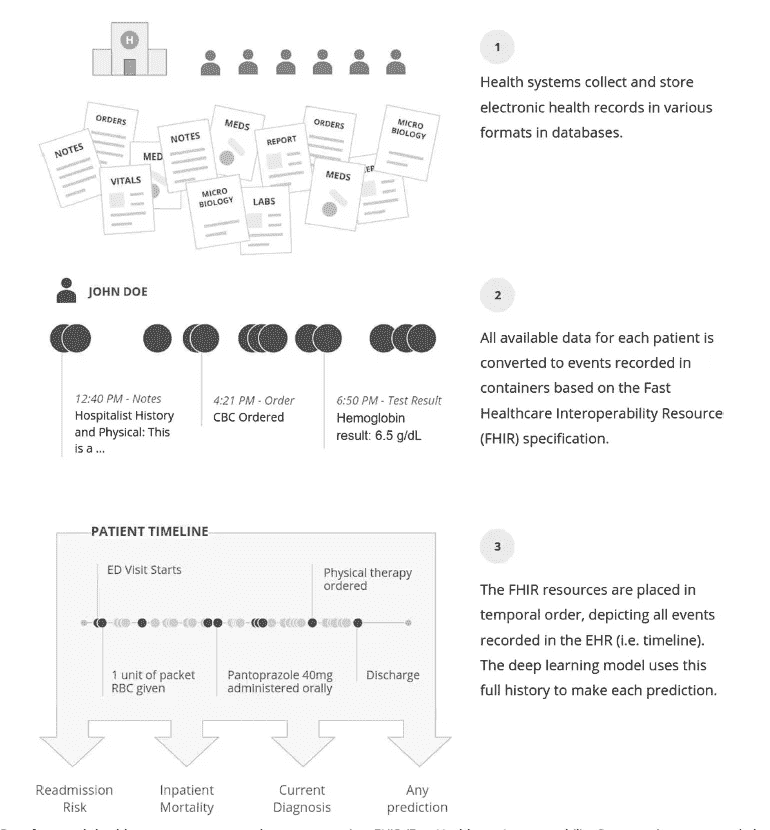 H
1
Health systems collect and store
electronic health records in various
formats in databases.
NOTES
ORDERS
VITALS
MED
NOTES
MEDS
MICRO
BIOLOGY
REPORT
LABS
ORDERS
MEDS
MICRO
BIOLOGY
JOHN DOE
12:40 PM - Notes
Hospitalist History
and Physical: This
is a ...
4:21 PM - Order
CBC Ordered
6:50 PM - Test Result
Hemoglobin
result: 6.5 g/dL
2
All available data for each patient is
converted to events recorded in
containers based on the Fast
Healthcare Interoperability Resource
(FHIR) specification.
PATIENT TIMELINE
ED Visit Starts
Physical therapy
ordered
1 unit of packet
RBC given
Pantoprazole 40mg
administered orally
Discharge
Readmission
Risk
Inpatient
Mortality
Current
Diagnosis
Any
prediction
3
The FHIR resources are placed in
temporal order, depicting all events
recorded in the EHR (i.e. timeline).
The deep learning model uses this
full history to make each prediction.